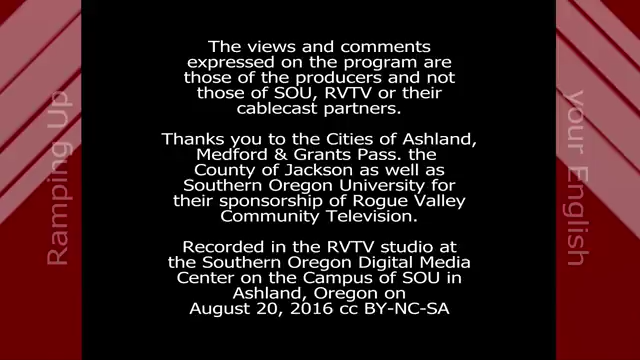 Ramping Up
The views and comments
expressed on the program are
those of the producers and not
those of SOU, RVTV or their
cablecast partners.
Thanks you to the Cities of Ashland,
Medford & Grants Pass. the
County of Jackson as well as
Southern Oregon University for
their sponsorship of Rogue Valley
Community Television.
Recorded in the RVTV studio at
the Southern Oregon Digital Media
Center on the Campus of SOU in
Ashland, Oregon on
August 20, 2016 cc BY-NC-SA
your English